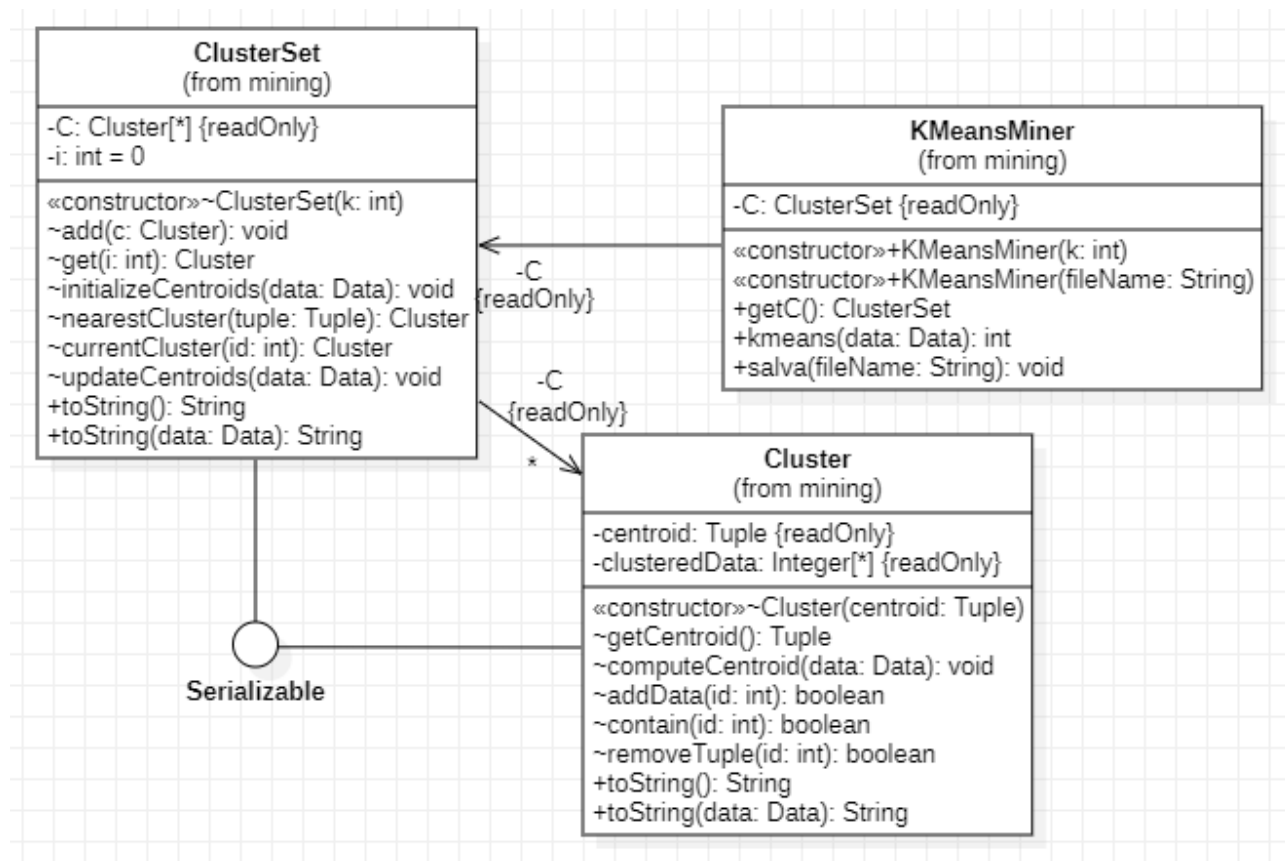 ClusterSet
(from mining)
-C: Cluster[*] {readOnly}
-i: int = 0
«constructor»~ClusterSet(k: int)
~add(c: Cluster): void
~get(i: int): Cluster
~initializeCentroids(data: Data): void
~nearestCluster(tuple: Tuple): Cluster
~currentCluster(id: int): Cluster
~updateCentroids(data: Data): void
+toString(): String
+toString(data: Data): String
KMeansMiner
(from mining)
-C: ClusterSet {readOnly}
«constructor»+KMeansMiner(k: int)
«constructor»+KMeansMiner(fileName: String)
+getC(): ClusterSet
+kmeans(data: Data): int
+salva(fileName: String): void
-C
{readOnly}
-C
{readOnly}
*
Cluster
(from mining)
-centroid: Tuple {readOnly}
-clusteredData: Integer[*] {readOnly}
«constructor»~Cluster(centroid: Tuple)
~getCentroid(): Tuple
~computeCentroid(data: Data): void
~addData(id: int): boolean
~contain(id: int): boolean
~removeTuple(id: int): boolean
+toString(): String
+toString(data: Data): String
Serializable